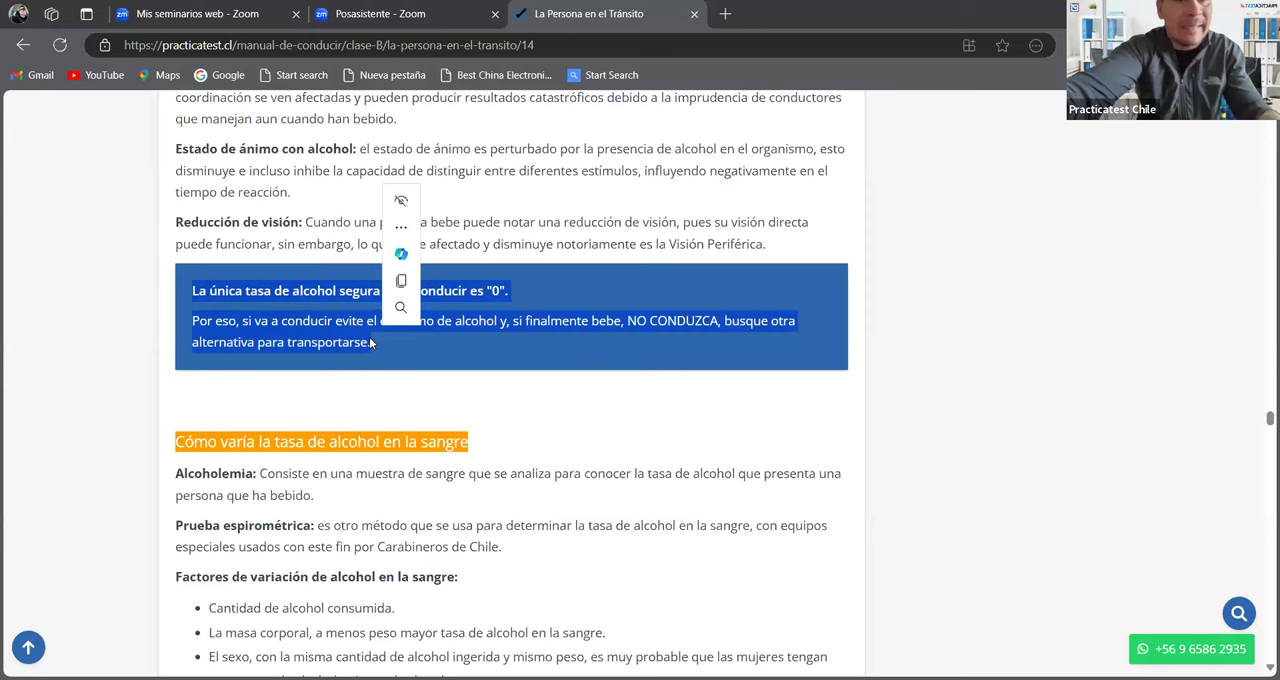 Mis seminarios web - Zoom
Posasistente - Zoom
La Persona en el Tránsito
https://practicatest.cl/manual-de-conducir/clase-B/la-persona-en-el-transito/14
Gmail
YouTube
Maps
Google
Start search
Nueva pestaña
Best China Electroni...
Start Search
Practicatest Chile
coordinación se ven afectadas y pueden producir resultados catastróficos debido a la imprudencia de conductores
que manejan aun cuando han bebido.
Estado de ánimo con alcohol: el estado de ánimo es perturbado por la presencia de alcohol en el organismo, esto
disminuye e incluso inhibe la capacidad de distinguir entre diferentes estímulos, influyendo negativamente en el
tiempo de reacción.
Reducción de visión: Cuando una p a bebe puede notar una reducción de visión, pues su visión directa
puede funcionar, sin embargo, lo qu e afectado y disminuye notoriamente es la Visión Periférica.
La única tasa de alcohol segura onducir es "0".
Por eso, si va a conducir evite el no de alcohol y, si finalmente bebe, NO CONDUZCA, busque otra
alternativa para transportarse.
Cómo varía la tasa de alcohol en la sangre
Alcoholemia: Consiste en una muestra de sangre que se analiza para conocer la tasa de alcohol que presenta una
persona que ha bebido.
Prueba espirométrica: es otro método que se usa para determinar la tasa de alcohol en la sangre, con equipos
especiales usados con este fin por Carabineros de Chile.
Factores de variación de alcohol en la sangre:
Cantidad de alcohol consumida.
La masa corporal, a menos peso mayor tasa de alcohol en la sangre.
El sexo, con la misma cantidad de alcohol ingerida y mismo peso, es muy probable que las mujeres tengan
+56 9 6586 2935